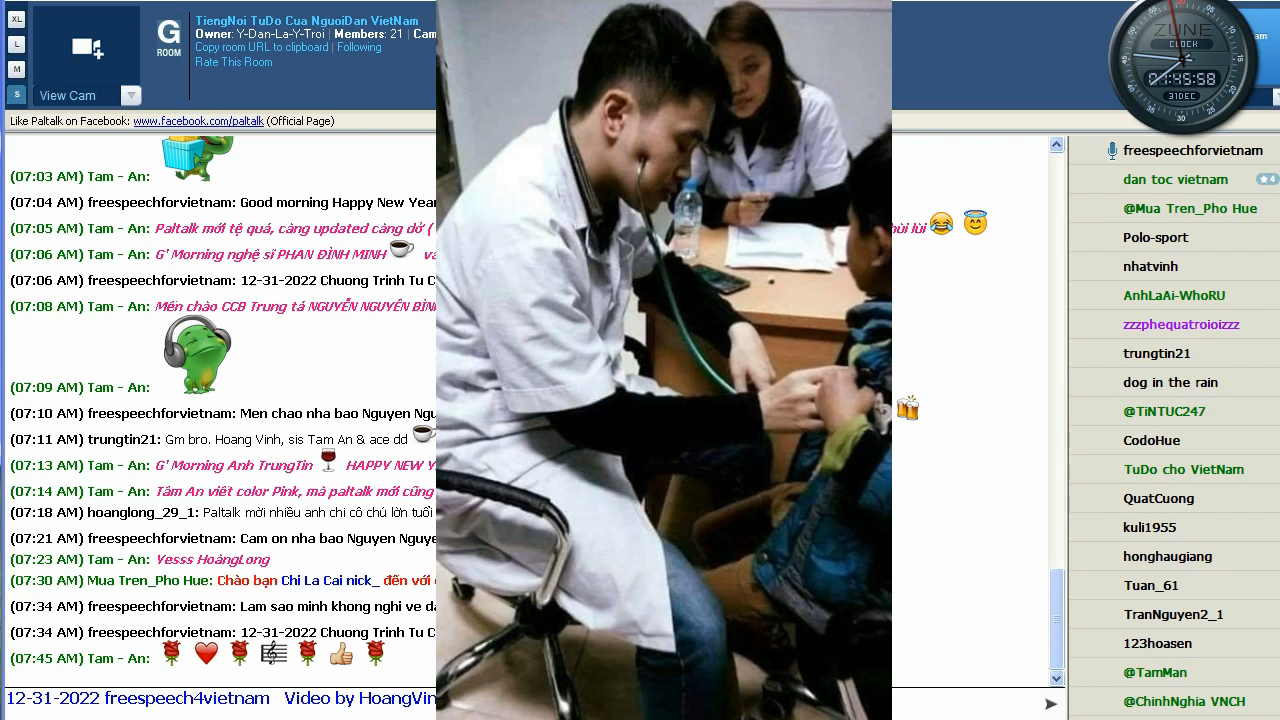 XL
L
M
S
View Cam
G
ROOM
TiengNoi TuDo Cua NguoiDan VietNam
Owner: Y-Dan-La-Y-Troi | Members: 21 | Cam
Copy room URL to clipboard | Following
Rate This Room
ZUNE
CLOCK
31DEC
Like Paltalk on Facebook: www.facebook.com/paltalk (Official Page)
(07:03 AM) Tam - An:
(07:04 AM) freespeechforvietnam: Good morning Happy New Year
(07:05 AM) Tam - An: Paltalk mới tệ quá, càng updated càng dở ( hùi lùi
(07:06 AM) Tam - An: G' Morning nghệ sĩ PHAN ĐÌNH MINH
(07:06 AM) freespeechforvietnam: 12-31-2022 Chuong Trinh Tu C
(07:08 AM) Tam - An: Mến chào CCB Trung tá NGUYỄN NGUYÊN BÌN
(07:09 AM) Tam - An:
(07:10 AM) freespeechforvietnam: Men chao nha bao Nguyen Ngu
(07:11 AM) trungtin21: Gm bro. Hoang Vinh, sis Tam An & ace dd
(07:13 AM) Tam - An: G' Morning Anh TrungTin HAPPY NEW Y
(07:14 AM) Tam - An: Tâm An viết color Pink, mà paltalk mới cũng
(07:18 AM) hoanglong_29_1: Paltalk mời nhiều anh chi cô chú lờn tuổi
(07:21 AM) freespeechforvietnam: Cam on nha bao Nguyen Nguye
(07:23 AM) Tam - An: Yesss HoàngLong
(07:30 AM) Mua Tren_Pho Hue: Chào bạn Chi La Cai nick_ đến với
(07:34 AM) freespeechforvietnam: Lam sao minh khong nghi ve da
(07:34 AM) freespeechforvietnam: 12-31-2022 Chuong Trinh Tu C
(07:45 AM) Tam - An:
12-31-2022 freespeech4vietnam Video by HoangVin
freespeechforvietnam
dan toc vietnam
4
@Mua Tren_Pho Hue
Polo-sport
nhatvinh
AnhLaAi-WhoRU
zzzphequatroioizzz
trungtin21
dog in the rain
@TiNTUC247
CodoHue
TuDo cho VietNam
QuatCuong
kuli1955
honghaugiang
Tuan_61
TranNguyen2_1
123hoasen
@TamMan
@ChinhNghia VNCH